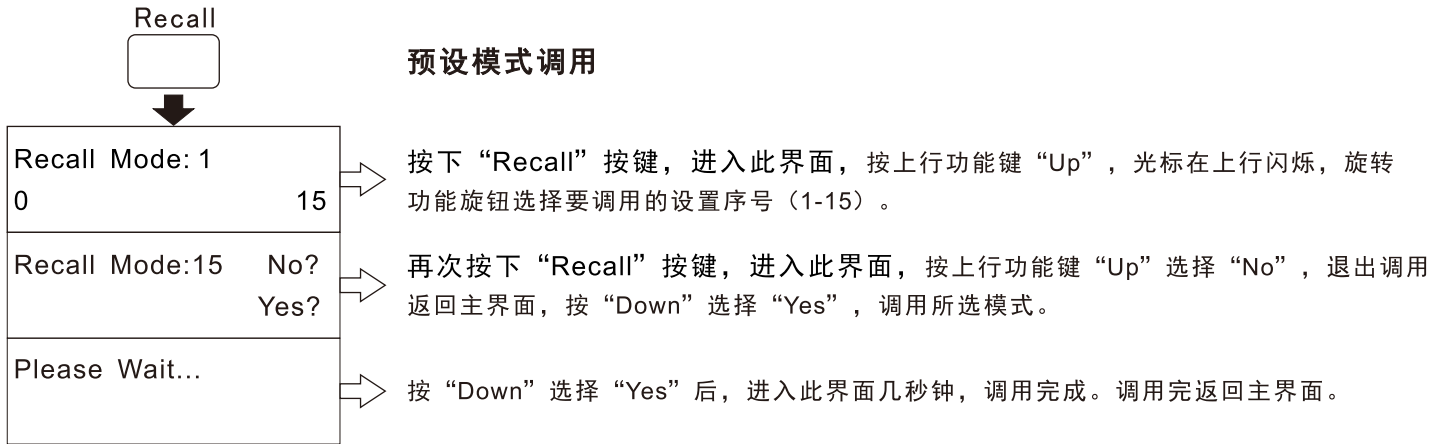 Recall
预设模式调用
Recall Mode: 1
0 15
按下“Recall”按键，进入此界面，按上行功能键“Up”，光标在上行闪烁，旋转
功能旋钮选择要调用的设置序号（1-15）。
Recall Mode:15 No?
Yes?
再次按下“Recall”按键，进入此界面，按上行功能键“Up”选择“No”，退出调用
返回主界面，按“Down”选择“Yes”，调用所选模式。
Please Wait...
按“Down”选择“Yes”后，进入此界面几秒钟，调用完成。调用完返回主界面。